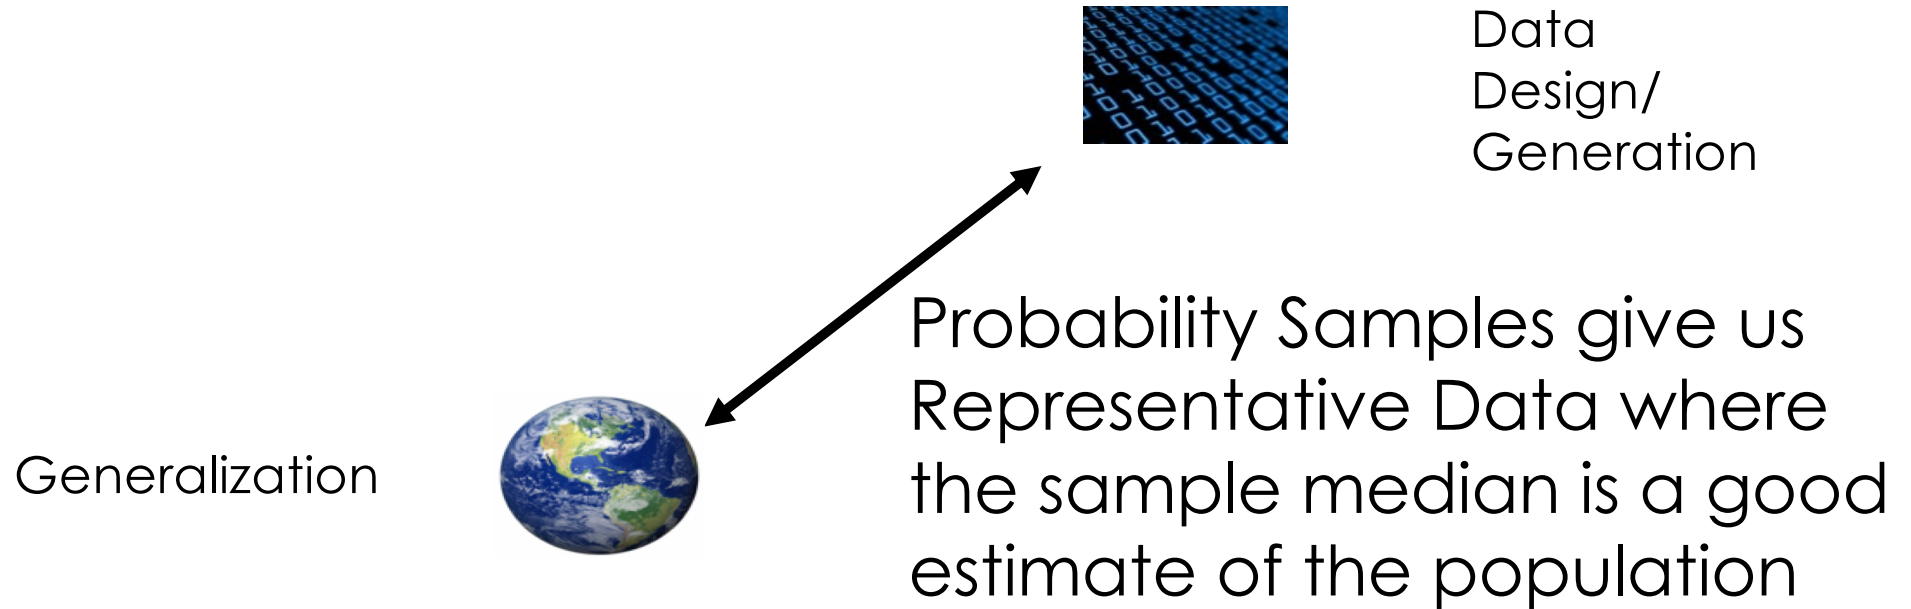 Data
Design/
Generation
Probability Samples give us
Representative Data where
the sample median is a good
estimate of the population
Generalization